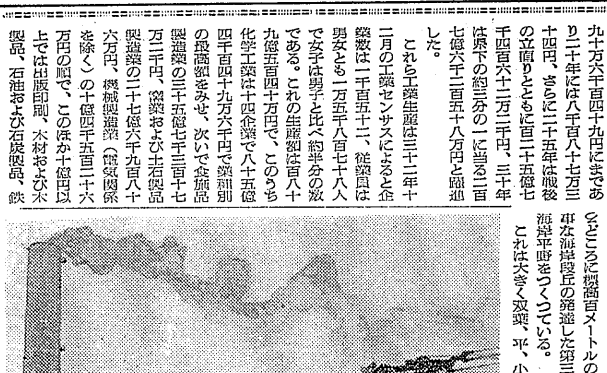 九十万六千四百四十九円にまであ
り二十年には八千百八十七万三
十四円、さらに二十五年は戦後
の立直りとともに百二十五億七
千四百六十二万二千円、三十年
は県下の約三分の一に当る二百
七億六千二百五十八万円と躍進
した。
これら工業生産は三十二年十
二月の工業センサスによると企
業数は一千百五十二、従業員は
男女とも一万五千八百七十八人
で女子は男子と比べ約半分の数
である。これの生産額は百八十
九億五百四十万円で、このうち
化学工業は十四企業で八十五億
四千百四十九万六千円で業種別
の最高額をみせ、次いで金属品
製造業の三十万億七千三百十七
万二千円、窯業および土石製品
製造業の二十七億六千九百八十
六万円、機械製造業(電気関係
を除く)の十億四千五百二十六
万円の順で、このほか十億円以
上では出版印刷、木材および木
製品、石油および石炭製品、鉄
ところに標高百メートルの
な海岸段丘の発達した第三
海岸平野をつくつている。
これは大きく双葉、平、小